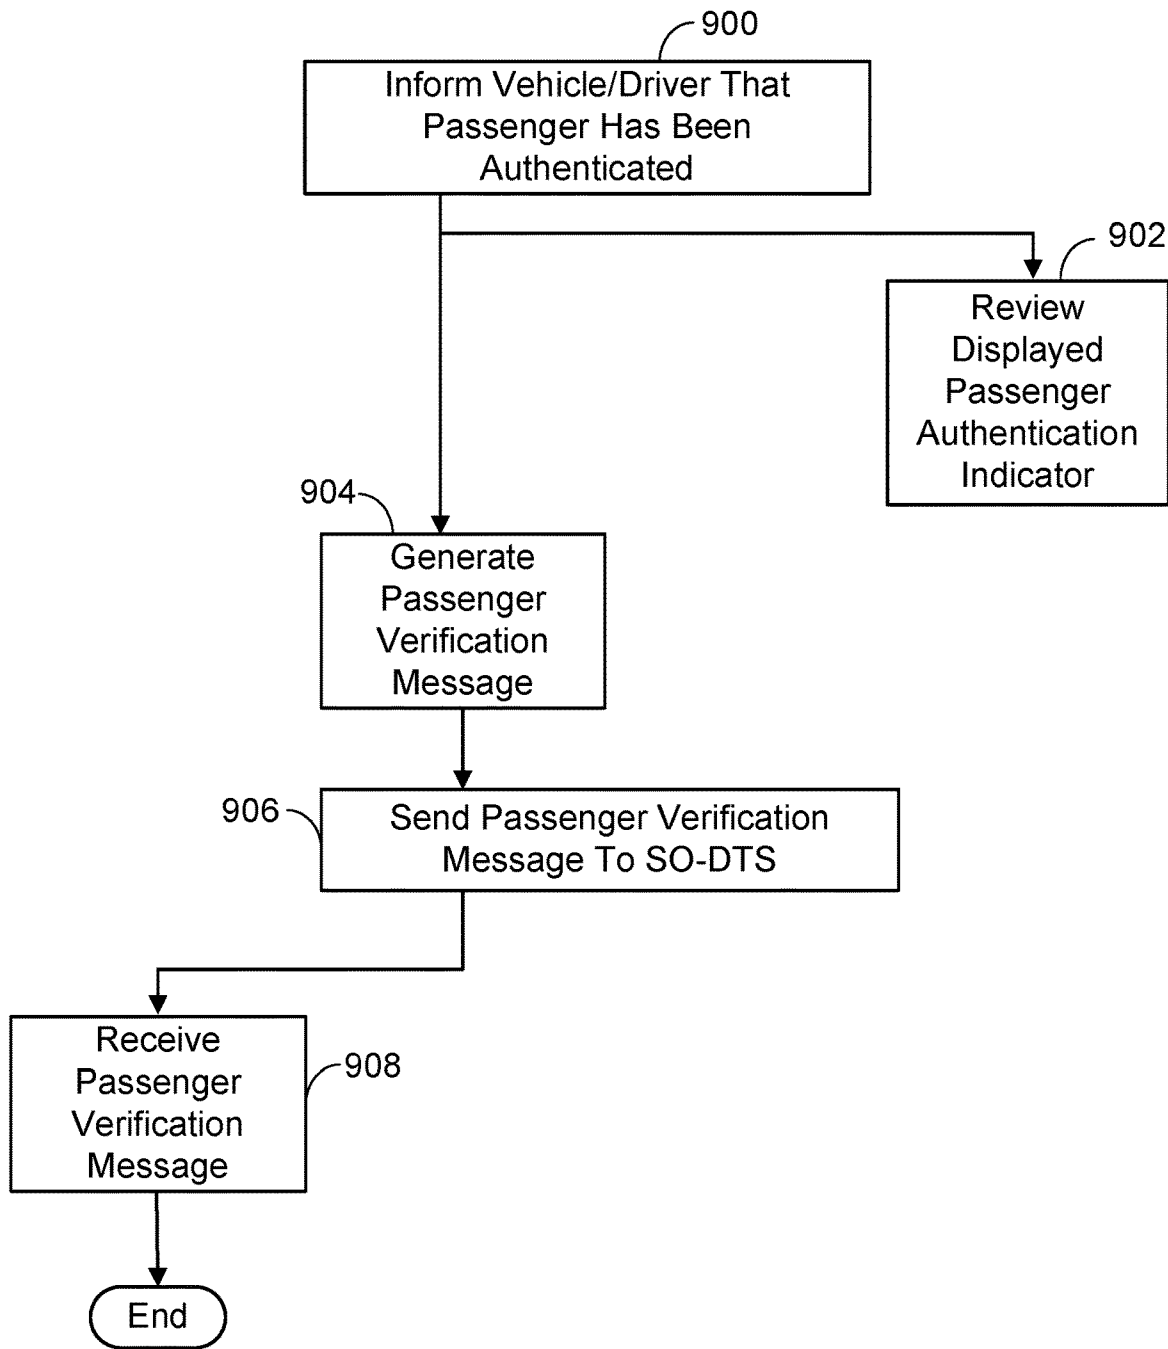 900
Inform Vehicle/Driver That
Passenger Has Been
Authenticated
902
Review
Displayed
Passenger
Authentication
Indicator
904
Generate
Passenger
Verification
Message
906
Send Passenger Verification
Message To SO-DTS
Receive
Passenger
Verification
Message
908
End